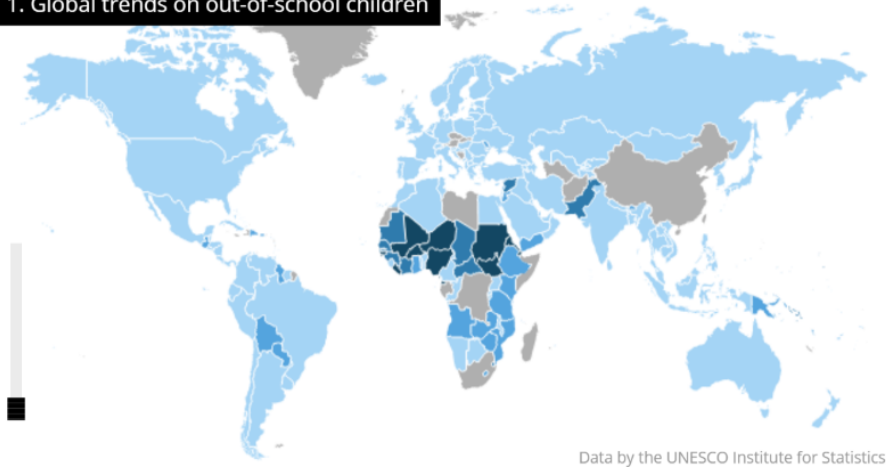 1. Global trends on out-of-school children
Data by the UNESCO Institute for Statistics